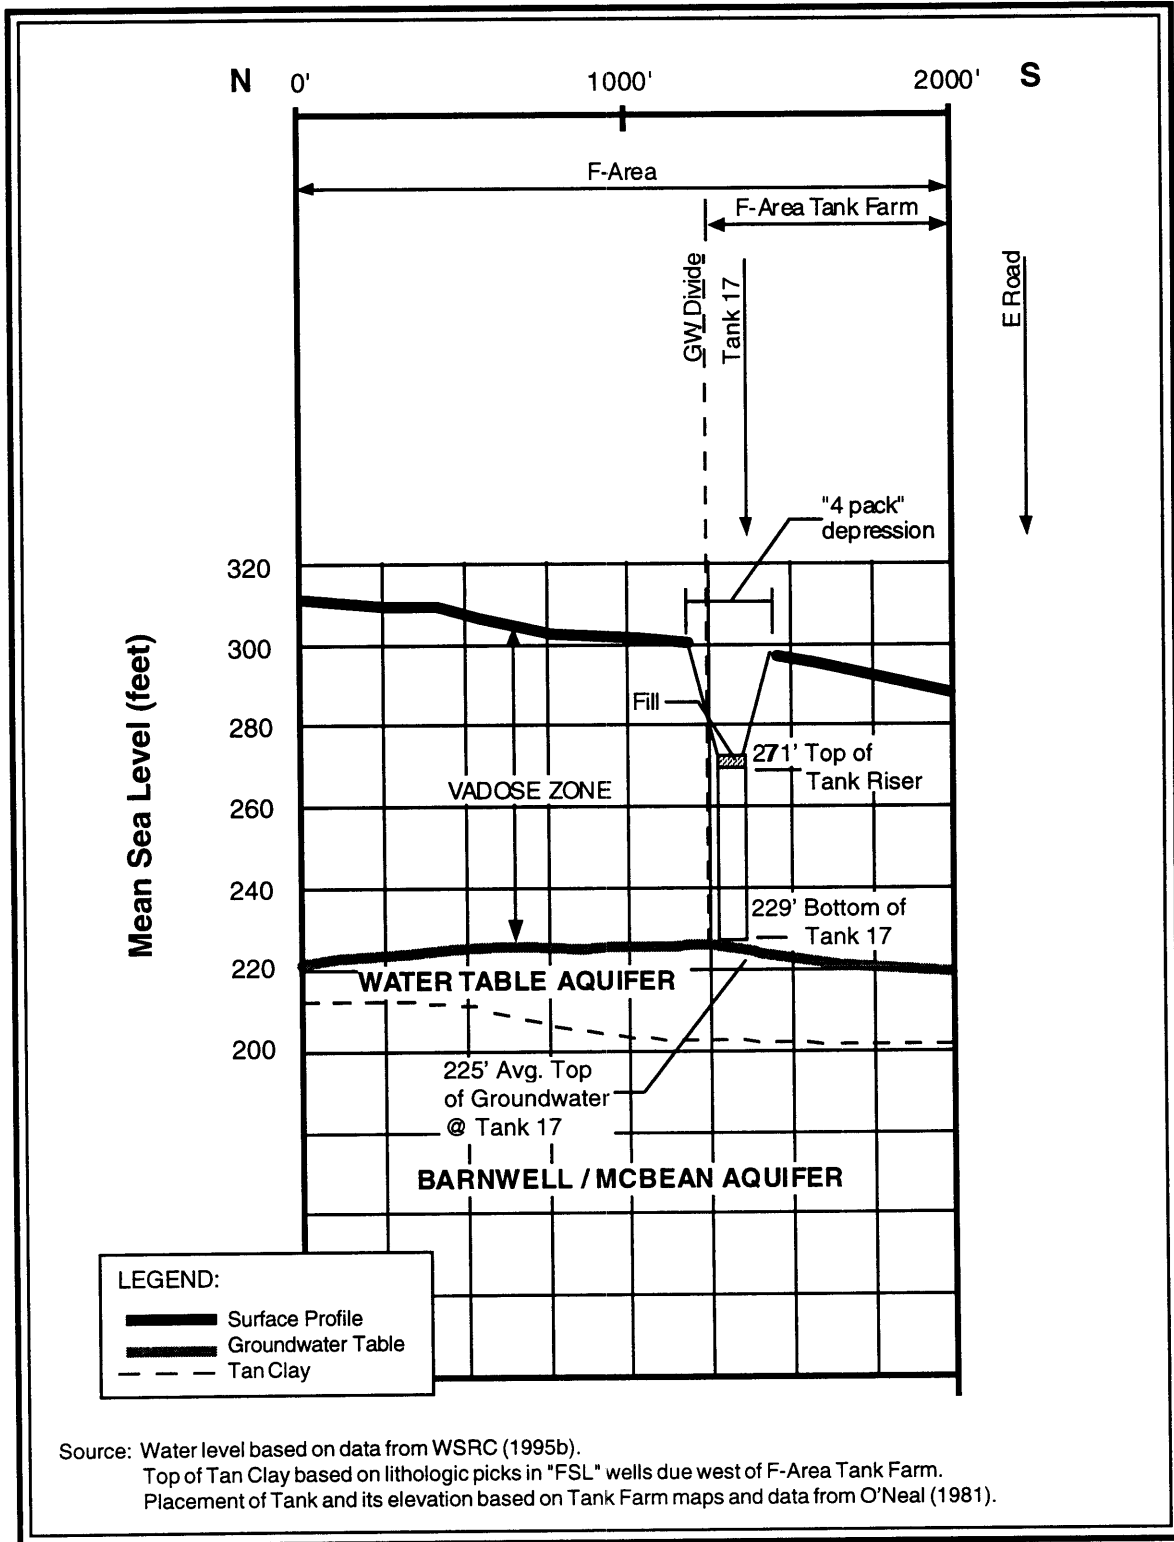 N 0' 1000' 2000' S
F-Area
F-Area Tank Farm
GW Divide
Tank 17
E Road
"4 pack"
depression
Mean Sea Level (feet)
320
300
280
260
240
220
200
Fill
271' Top of
Tank Riser
VADOSE ZONE
229' Bottom of
Tank 17
WATER TABLE AQUIFER
225' Avg. Top
of Groundwater
@ Tank 17
BARNWELL / MCBEAN AQUIFER
LEGEND:
Surface Profile
Groundwater Table
Tan Clay
Source: Water level based on data from WSRC (1995b).
Top of Tan Clay based on lithologic picks in "FSL" wells due west of F-Area Tank Farm.
Placement of Tank and its elevation based on Tank Farm maps and data from O'Neal (1981).